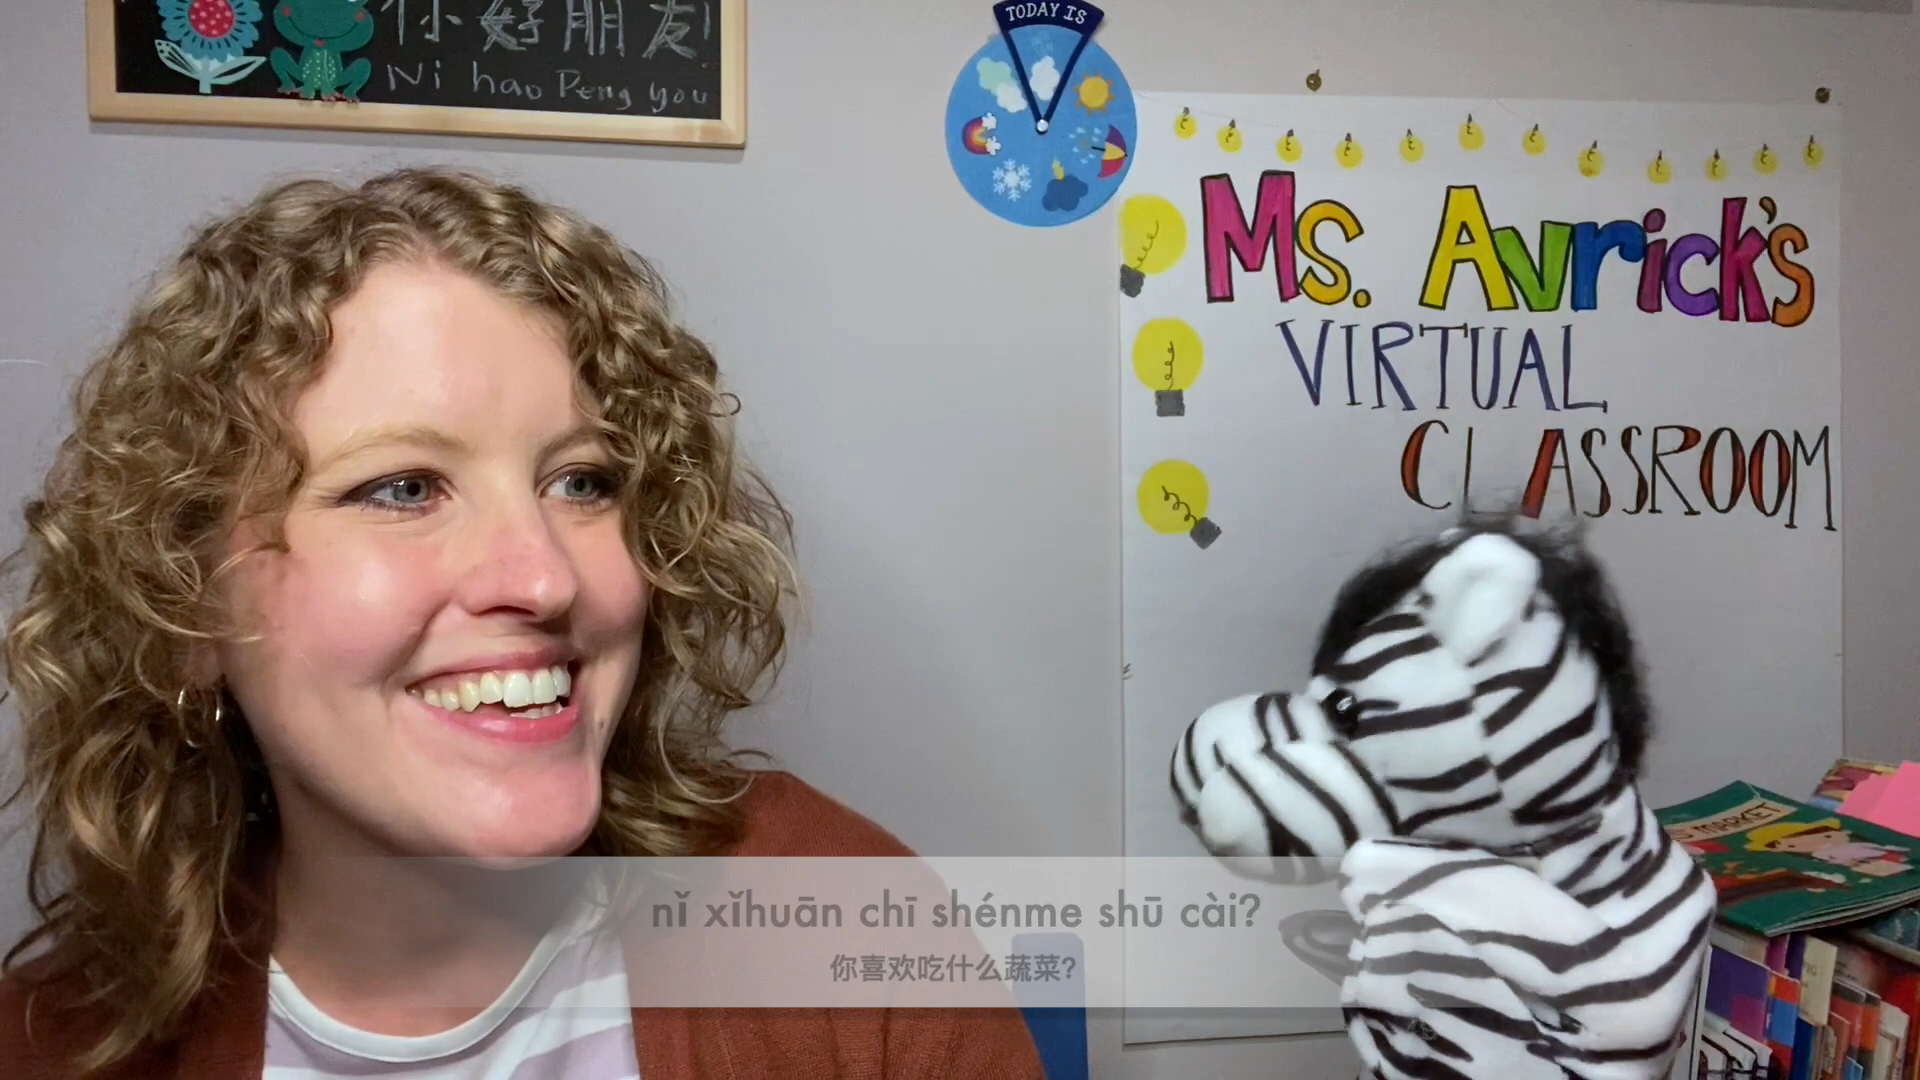 你好朋友!
Ni hao Peng you
TODAY IS
Ms. Avrick's
VIRTUAL
CLASSROOM
MARKET
nǐ xǐhuān chī shénme shū cài?
你喜欢吃什么蔬菜?